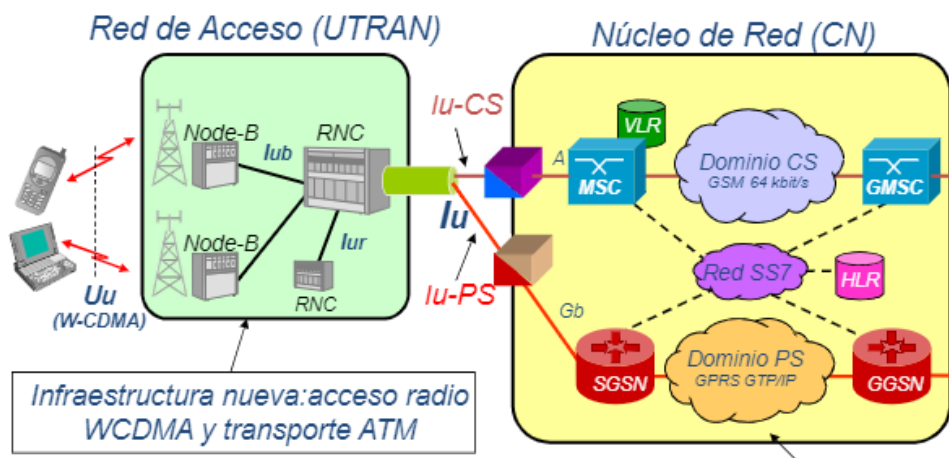 Red de Acceso (UTRAN)
Núcleo de Red (CN)
Iu-CS
VLR
Node-B
RNC
Iub
A
MSC
Dominio CS
GSM 64 kbit/s
GMSC
Iu
Node-B
Iur
RNC
Iu-PS
Red SS7
HLR
Uu
(W-CDMA)
Gb
SGSN
Dominio PS
GPRS GTP/IP
GGSN
Infraestructura nueva:acceso radio
WCDMA y transporte ATM